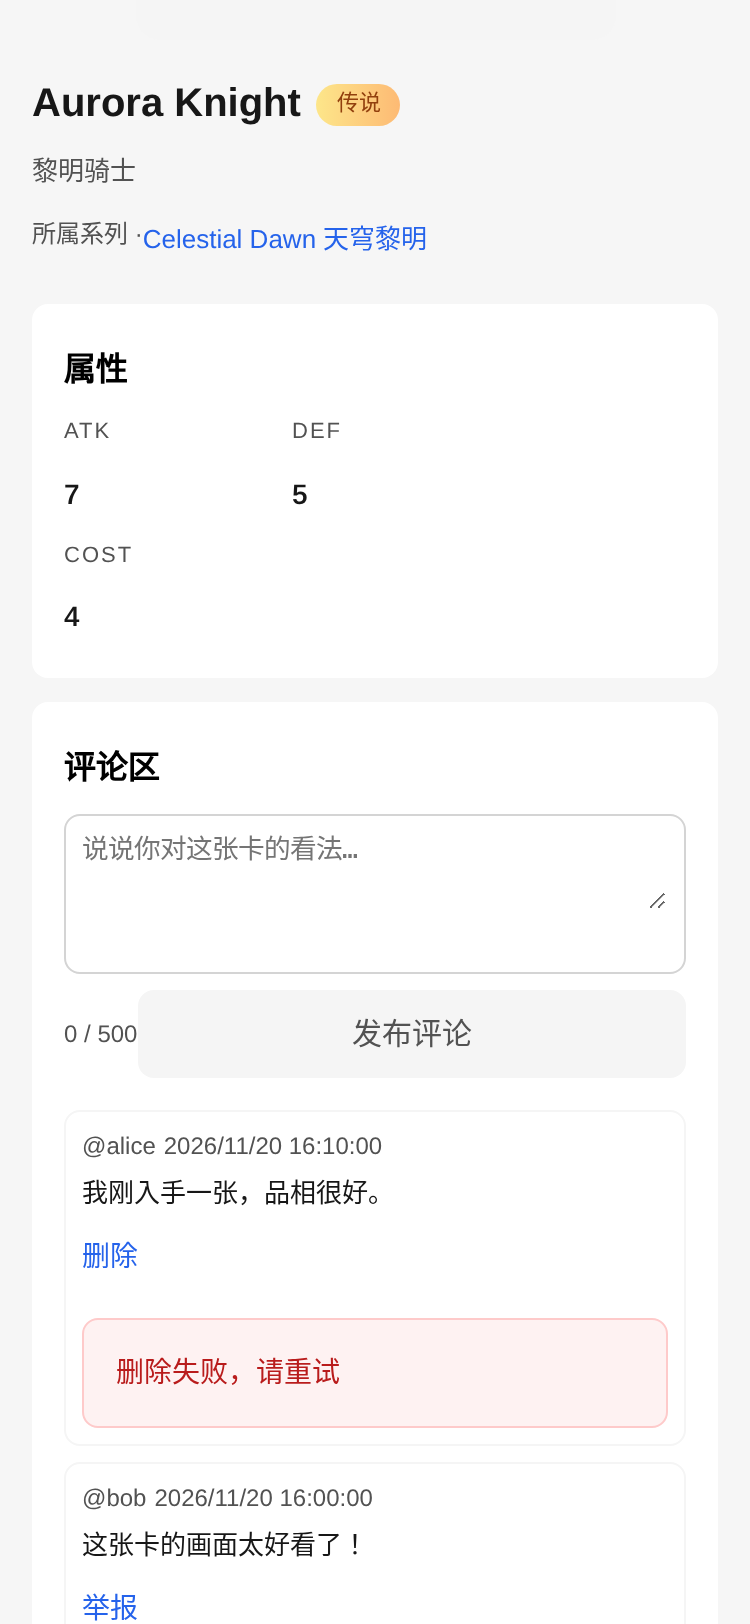 Aurora Knight 传说
黎明骑士
所属系列 ·Celestial Dawn 天穹黎明
属性
ATK DEF
7 5
COST
4
评论区
说说你对这张卡的看法…
0 / 500 发布评论
@alice 2026/11/20 16:10:00
我刚入手一张，品相很好。
删除
删除失败，请重试
@bob 2026/11/20 16:00:00
这张卡的画面太好看了！
举报